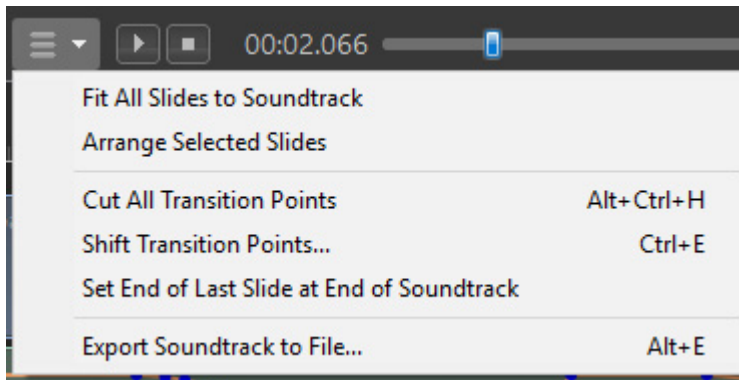 00:02.066
Fit All Slides to Soundtrack
Arrange Selected Slides
Cut All Transition Points Alt+Ctrl+H
Shift Transition Points... Ctrl+E
Set End of Last Slide at End of Soundtrack
Export Soundtrack to File... Alt+E